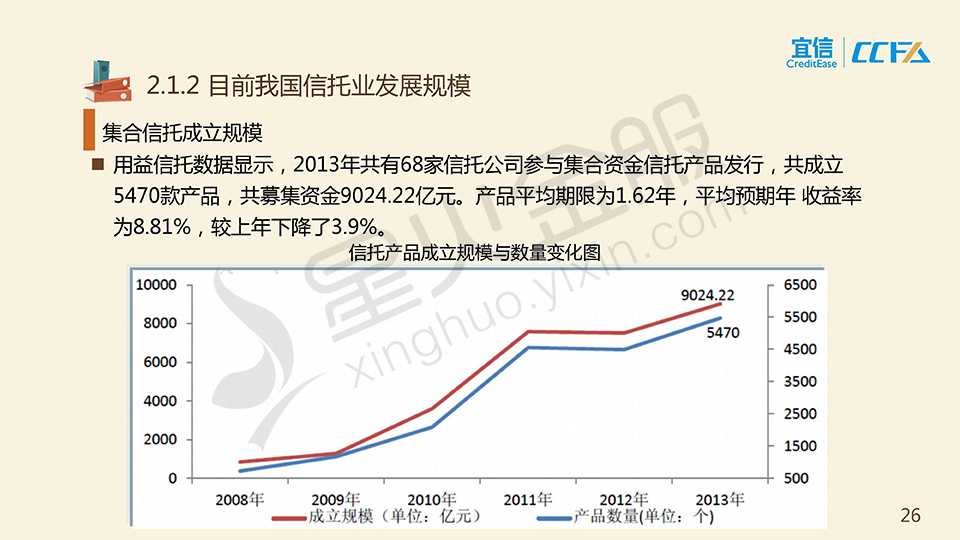 宜信 CCFA
CreditEase
2.1.2 目前我国信托业发展规模
集合信托成立规模
用益信托数据显示，2013年共有68家信托公司参与集合资金信托产品发行，共成立
5470款产品，共募集资金9024.22亿元。产品平均期限为1.62年，平均预期年 收益率
为8.81%，较上年下降了3.9%。
信托产品成立规模与数量变化图
10000
8000
6000
4000
2000
0
9024.22
5470
6500
5500
4500
3500
2500
1500
500
2008年 2009年 2010年 2011年 2012年 2013年
成立规模（单位：亿元） 产品数量(单位：个)
星火金服
xinghuo.yixin.com
26